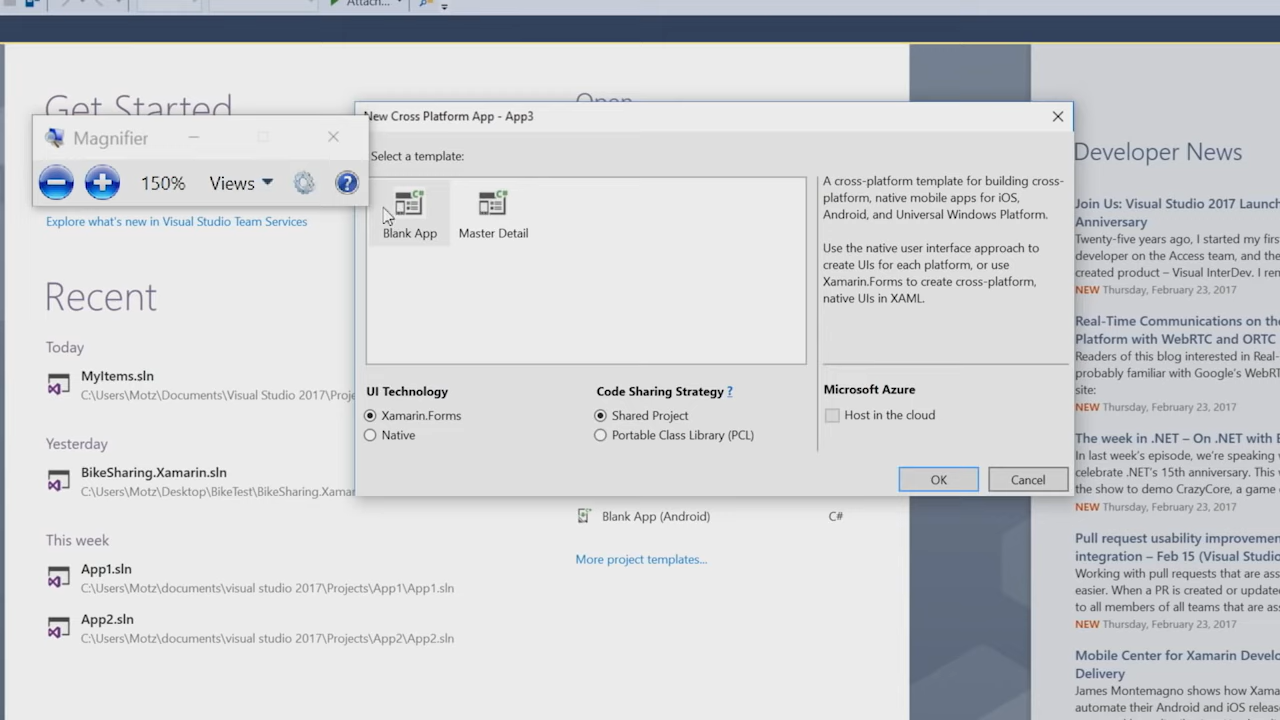 Attach...
Get Started
Open
Magnifier
150%
Views
Explore what's new in Visual Studio Team Services
Recent
Today
MyItems.sln
C:\Users\Motz\Documents\Visual Studio 2017\Proje
Yesterday
BikeSharing.Xamarin.sln
C:\Users\Motz\Desktop\BikeTest\BikeSharing.Xamar
This week
App1.sln
C:\Users\Motz\documents\visual studio 2017\Projects\App1\App1.sln
App2.sln
C:\Users\Motz\documents\visual studio 2017\Projects\App2\App2.sln
New Cross Platform App - App3
Select a template:
Blank App
Master Detail
A cross-platform template for building cross-
platform, native mobile apps for iOS,
Android, and Universal Windows Platform.
Use the native user interface approach to
create UIs for each platform, or use
Xamarin.Forms to create cross-platform,
native UIs in XAML.
UI Technology
Xamarin.Forms
Native
Code Sharing Strategy ?
Shared Project
Portable Class Library (PCL)
Microsoft Azure
Host in the cloud
OK
Cancel
Blank App (Android)
C#
More project templates...
Developer News
Join Us: Visual Studio 2017 Launch
Anniversary
Twenty-five years ago, I started my firs
developer on the Access team, and the
created product – Visual InterDev. I rem
NEW Thursday, February 23, 2017
Real-Time Communications on the
Platform with WebRTC and ORTC
Readers of this blog interested in Real-
probably familiar with Google's WebRT
site:
NEW Thursday, February 23, 2017
The week in .NET – On .NET with E
In last week's episode, we're speaking
celebrate .NET's 15th anniversary. This
the show to demo CrazyCore, a game
NEW Thursday, February 23, 2017
Pull request usability improvemen
integration – Feb 15 (Visual Studio
Working with pull requests that are ass
easier. When a PR is created or update
to all members of all teams that are ass
NEW Thursday, February 23, 2017
Mobile Center for Xamarin Develo
Delivery
James Montemagno shows how Xama
automate their Android and iOS release